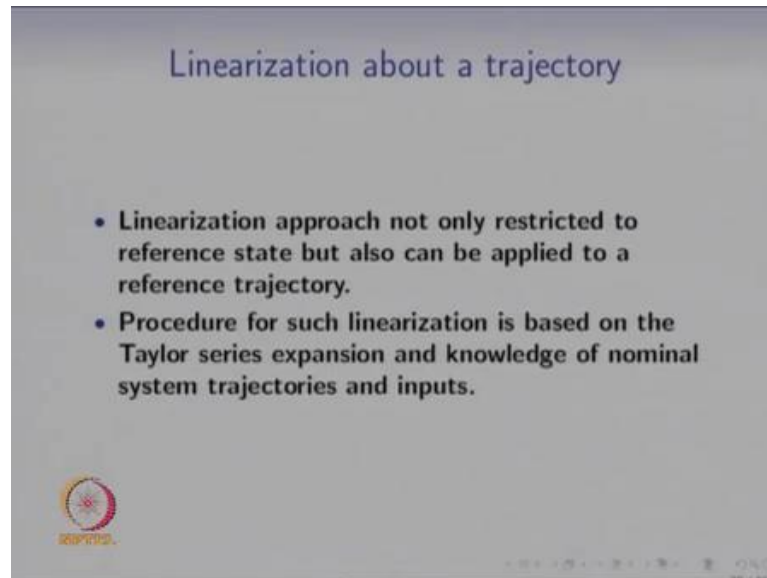 Linearization about a trajectory
• Linearization approach not only restricted to
reference state but also can be applied to a
reference trajectory.
• Procedure for such linearization is based on the
Taylor series expansion and knowledge of nominal
system trajectories and inputs.